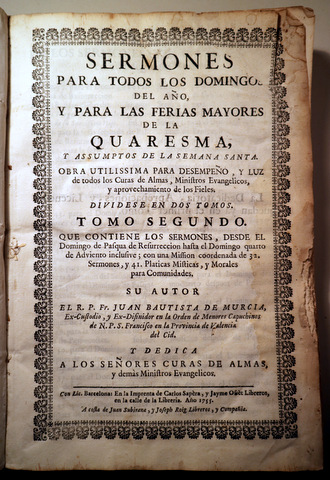 SERMONES
PARA TODOS LOS DOMINGOS
DEL AÑO,
Y PARA LAS FERIAS MAYORES
DE LA
QUARESMA,
Y ASSUMPTOS DE LA SEMANA SANTA.
OBRA UTILISSIMA PARA DESEMPEÑO, Y LUZ
de todos los Curas de Almas, Ministros Evangelicos,
y aprovechamiento de los Fieles.
DIVIDESE EN DOS TOMOS.
TOMO SEGUNDO.
QUE CONTIENE LOS SERMONES, DESDE EL
Domingo de Pasqua de Resurreccion hasta el Domingo quarto
de Adviento inclusive; con una Mission coordenada de 32.
Sermones, y 41. Platicas Misticas, y Morales
para Comunidades,
SU AUTOR
EL R. P. Fr. JUAN BAUTISTA DE MURCIA,
Ex-Custodio, y Ex-Difinidor en la Orden de Menores Capuchinos
de N. P. S. Francisco en la Provincia de Valencia
del Cid.
Y DEDICA
A LOS SEÑORES CURAS DE ALMAS,
y demás Ministros Evangelicos.
Con Lic. Barcelona: En la Imprenta de Carlos Sapèra, y Jayme Osèt Libreros,
en la calle de la Librería. Año 1755.
A costa de Juan Subirana, y Joseph Roig Libreros, y Compañia.